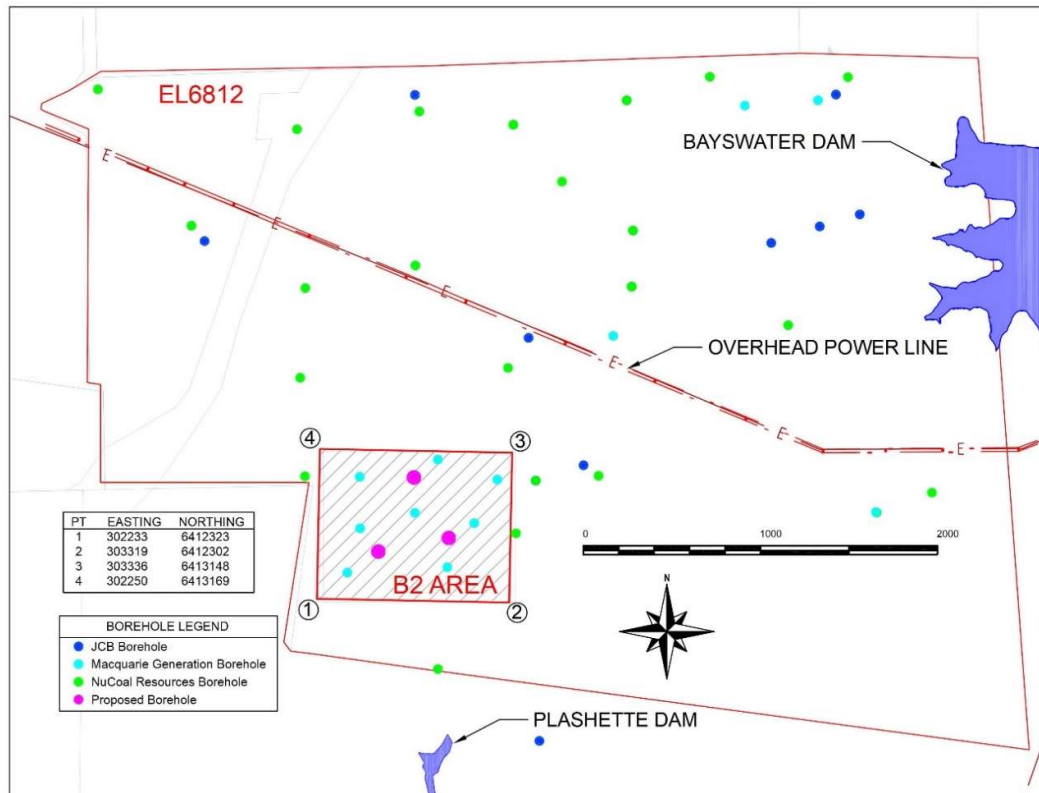 EL6812
BAYSWATER DAM
E
E
E
OVERHEAD POWER LINE
E
E
E
4
3
PT EASTING NORTHING
1 302233 6412323
2 303319 6412302
3 303336 6413148
4 302250 6413169
0 1000 2000
B2 AREA
1
2
N
BOREHOLE LEGEND
JCB Borehole
Macquarie Generation Borehole
NuCoal Resources Borehole
Proposed Borehole
PLASHETTE DAM